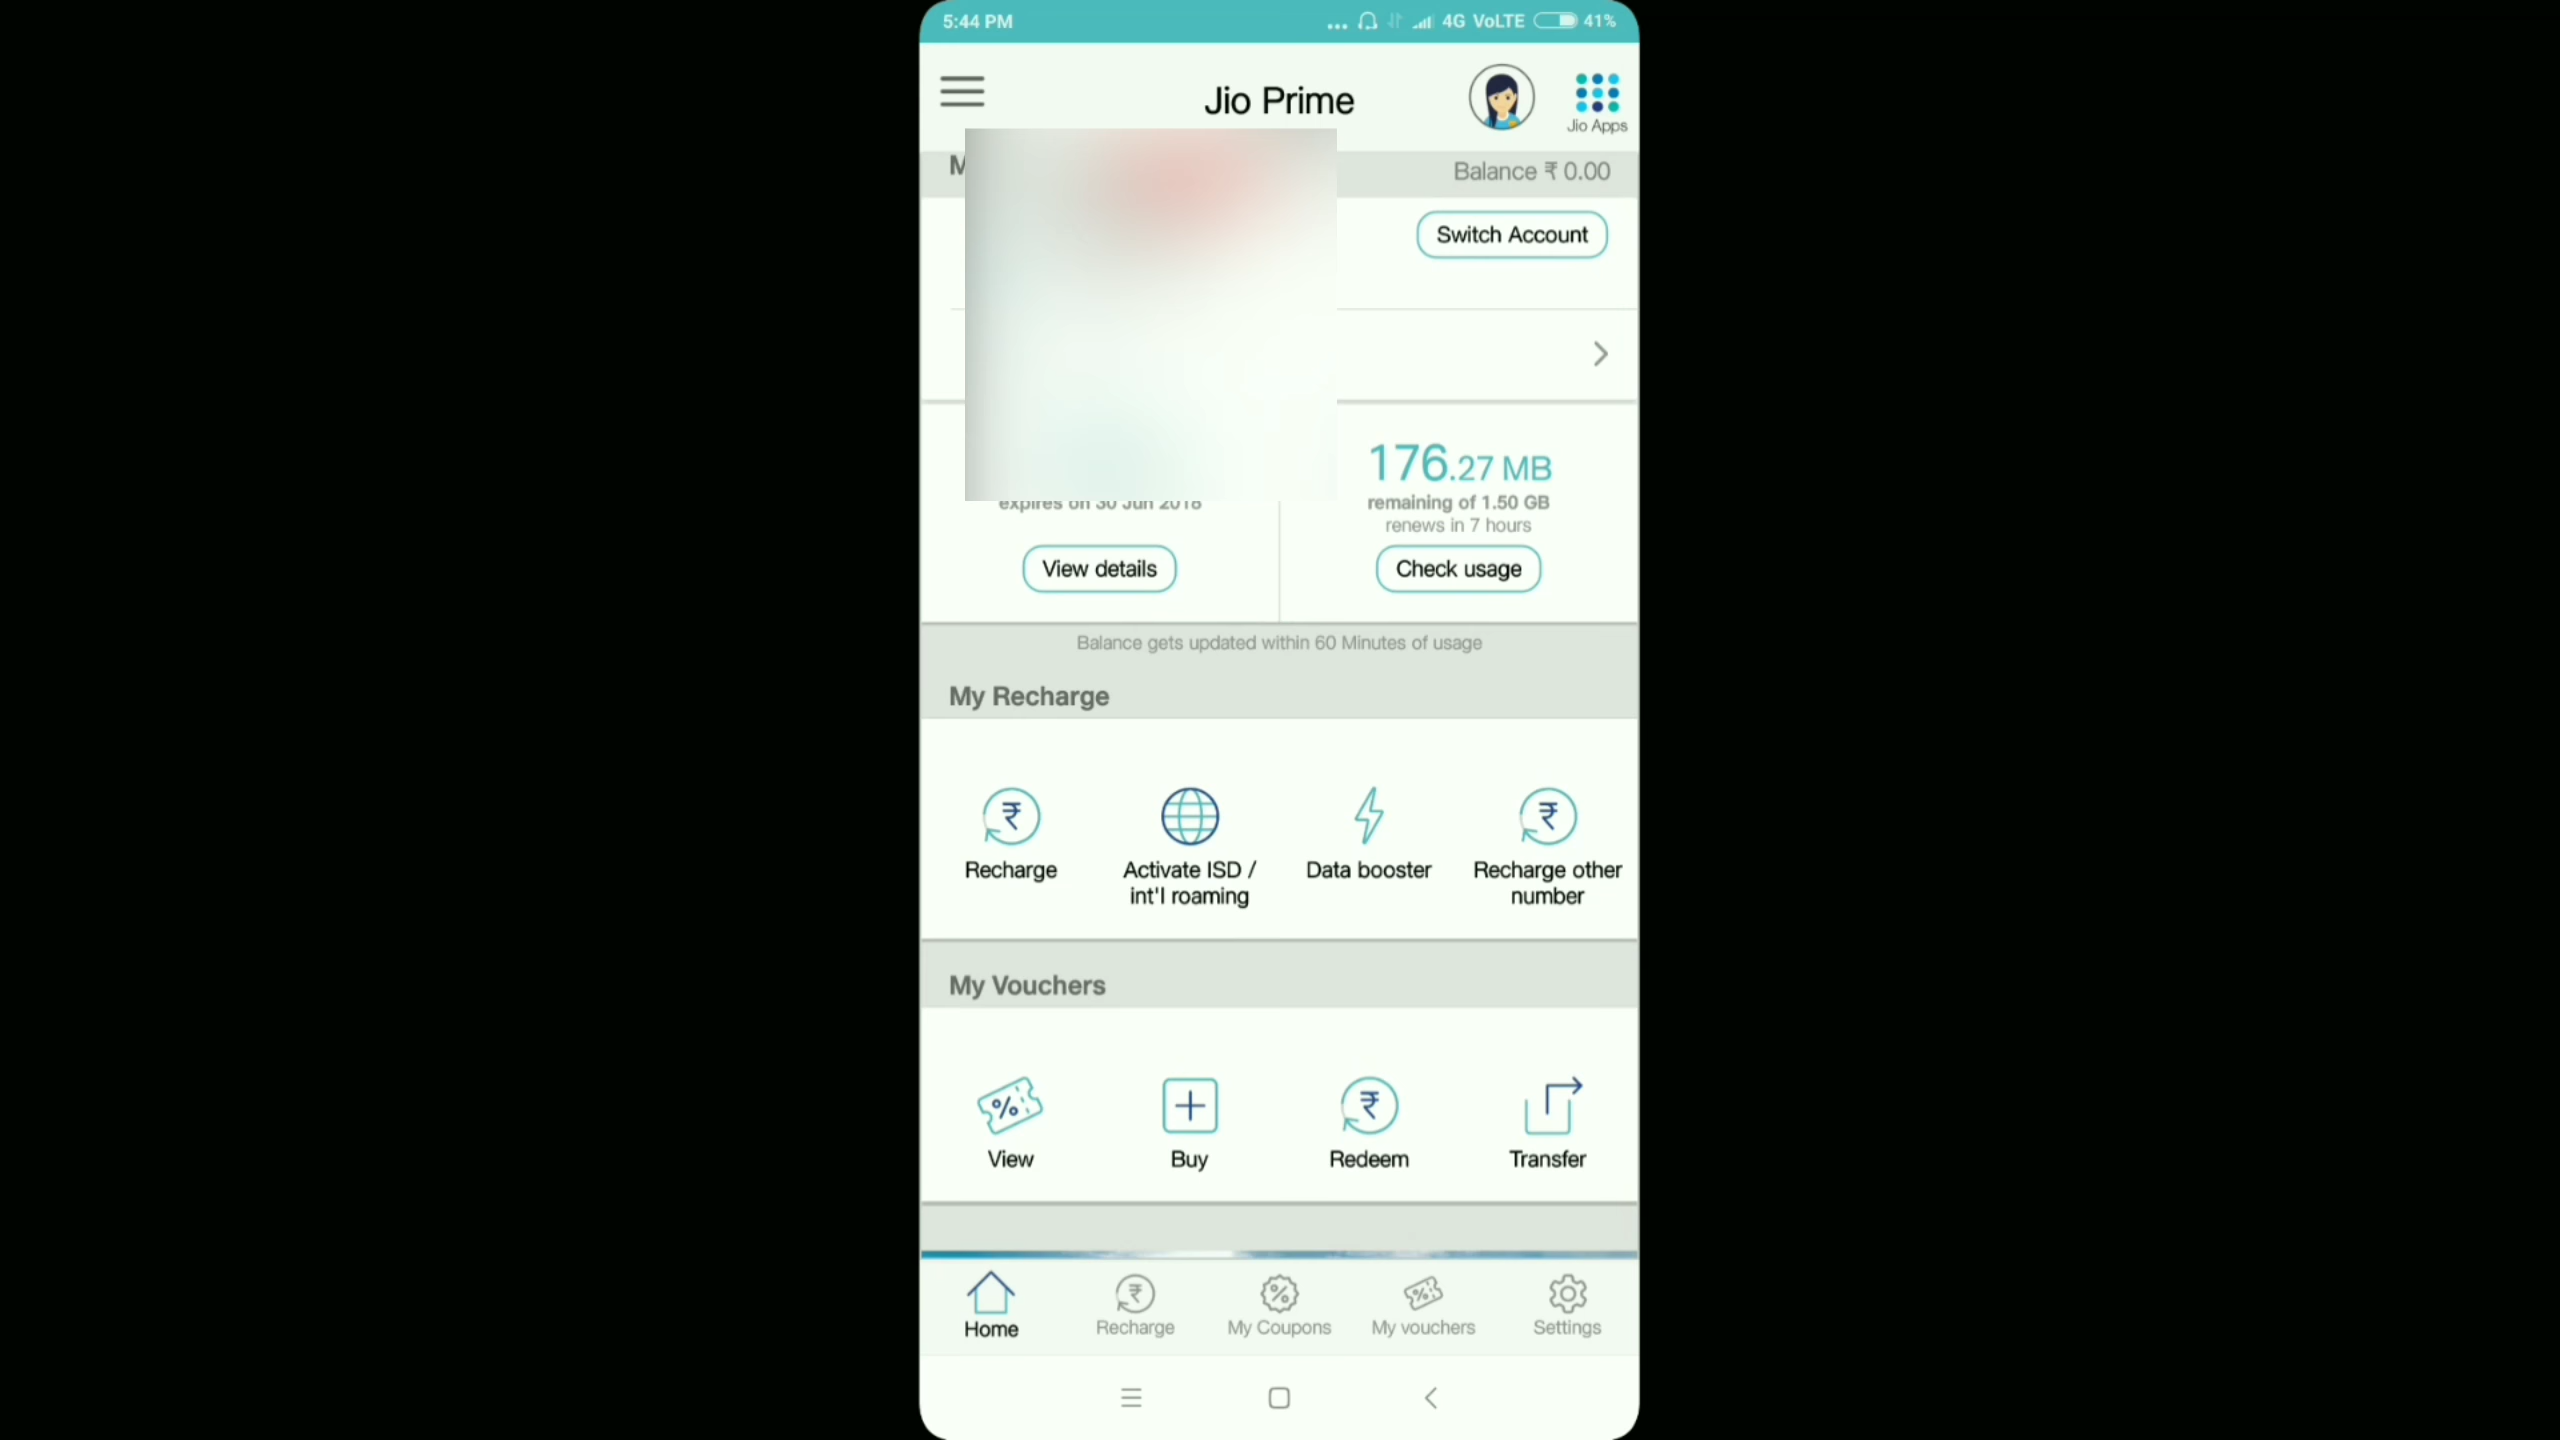 5:44 PM
... 4G VoLTE 41%
Jio Prime
Jio Apps
Balance ₹ 0.00
Switch Account
176.27 MB
expires on 30 Jun 2018
remaining of 1.50 GB
renews in 7 hours
View details
Check usage
Balance gets updated within 60 Minutes of usage
My Recharge
₹ ₹
Recharge
Activate ISD /
int'l roaming
Data booster
Recharge other
number
My Vouchers
% ₹
View
Buy
Redeem
Transfer
₹ % %
Home
Recharge
My Coupons
My vouchers
Settings